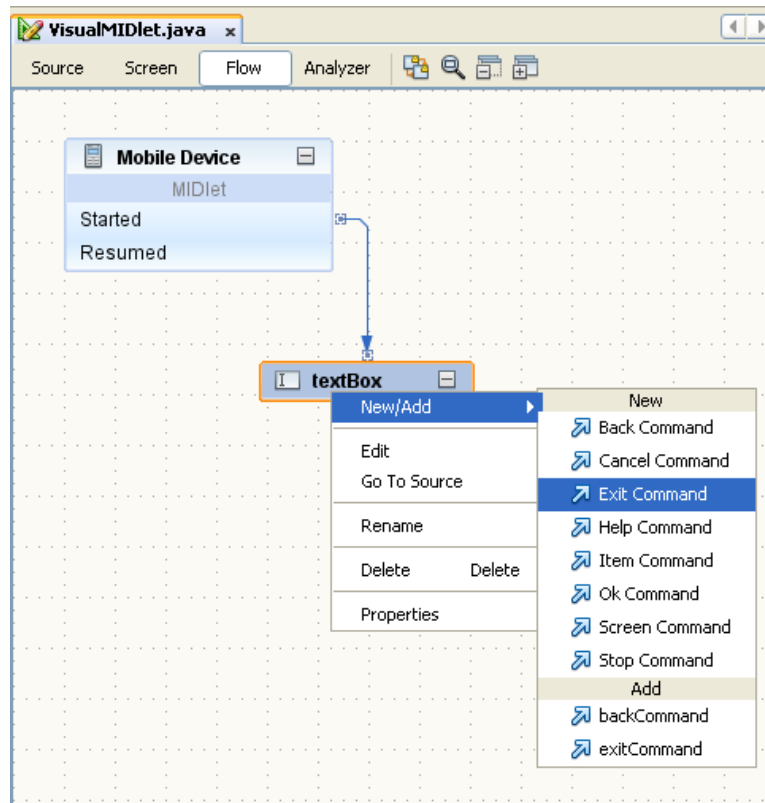 VisualMIDlet.java x
Source Screen Flow Analyzer
Mobile Device
MIDlet
Started
Resumed
textBox
New/Add
Edit
Go To Source
Rename
Delete Delete
Properties
New
Back Command
Cancel Command
Exit Command
Help Command
Item Command
Ok Command
Screen Command
Stop Command
Add
backCommand
exitCommand